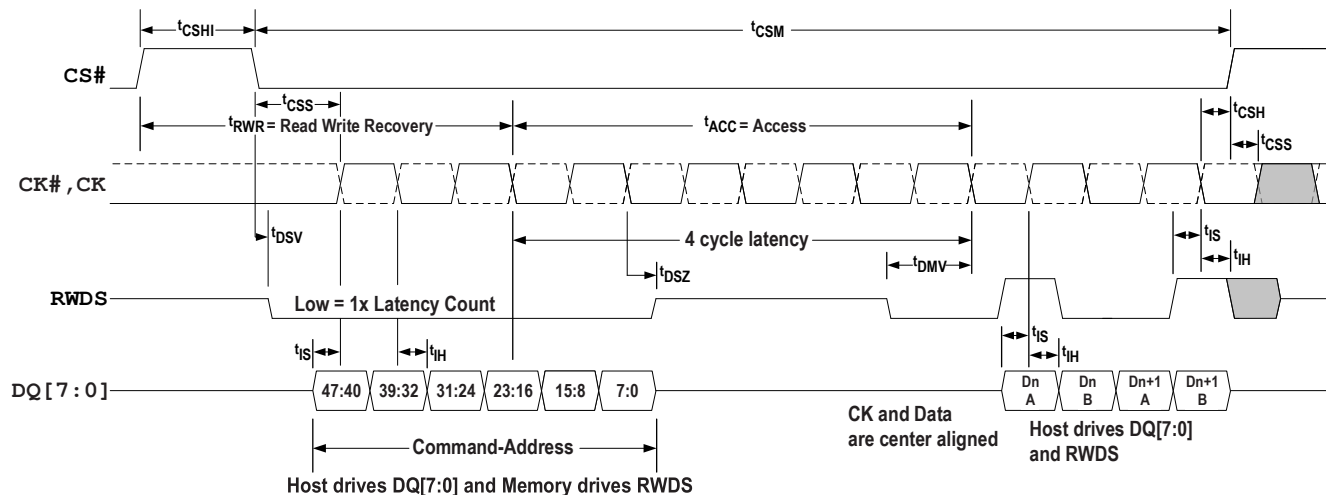 tCSHI
tCSM
CS#
tCSS
tRWR = Read Write Recovery
tACC = Access
tCSH
tCSS
CK# , CK
tDSV
4 cycle latency
tIS
tIH
tDSZ
tDMV
RWDS
Low = 1x Latency Count
tIS
tIH
tIS
tIH
DQ[7:0]
47:40 39:32 31:24 23:16 15:8 7:0
Dn A
Dn B
Dn+1 A
Dn+1 B
Command-Address
CK and Data
are center aligned
Host drives DQ[7:0]
and RWDS
Host drives DQ[7:0] and Memory drives RWDS